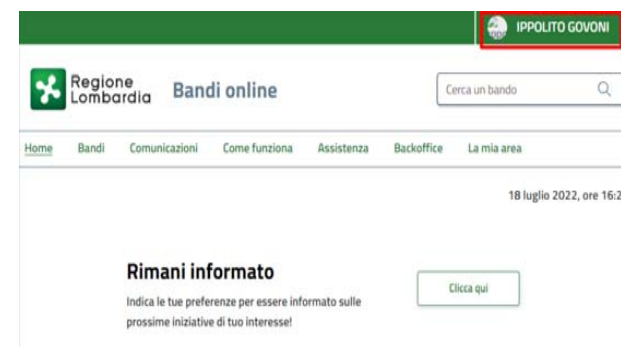 IPPOLITO GOVONI
Regione
Lombardia
Bandi online
Cerca un bando
Home Bandi Comunicazioni Come funziona Assistenza Backoffice La mia area
18 luglio 2022, ore 16:2
Rimani informato
Indica le tue preferenze per essere informato sulle
prossime iniziative di tuo interesse!
Clicca qui